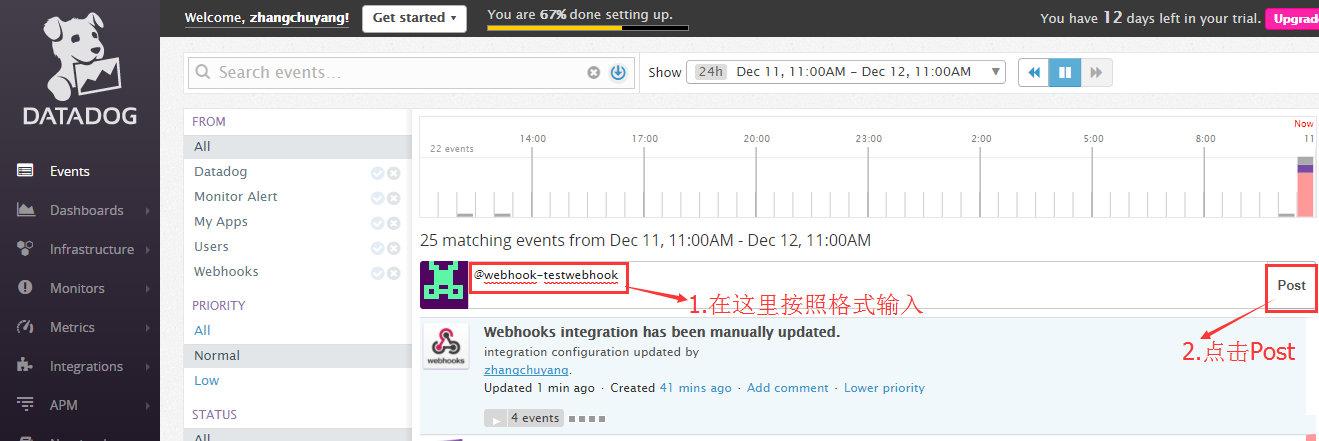 Welcome, zhangchuyang!
Get started
You are 67% done setting up.
You have 12 days left in your trial.
Upgrade
DATADOG
Search events...
Show
24h
Dec 11, 11:00AM – Dec 12, 11:00AM
Events
Dashboards
Infrastructure
Monitors
Metrics
Integrations
APM
FROM
All
Datadog
Monitor Alert
My Apps
Users
Webhooks
PRIORITY
All
Normal
Low
STATUS
All
Now
22 events
14:00
17:00
20:00
23:00
2:00
5:00
8:00
11
25 matching events from Dec 11, 11:00AM - Dec 12, 11:00AM
@webhook-testwebhook
Post
1.在这里按照格式输入
2.点击Post
webhooks
Webhooks integration has been manually updated.
integration configuration updated by
zhangchuyang.
Updated 1 min ago · Created 41 mins ago · Add comment · Lower priority
4 events